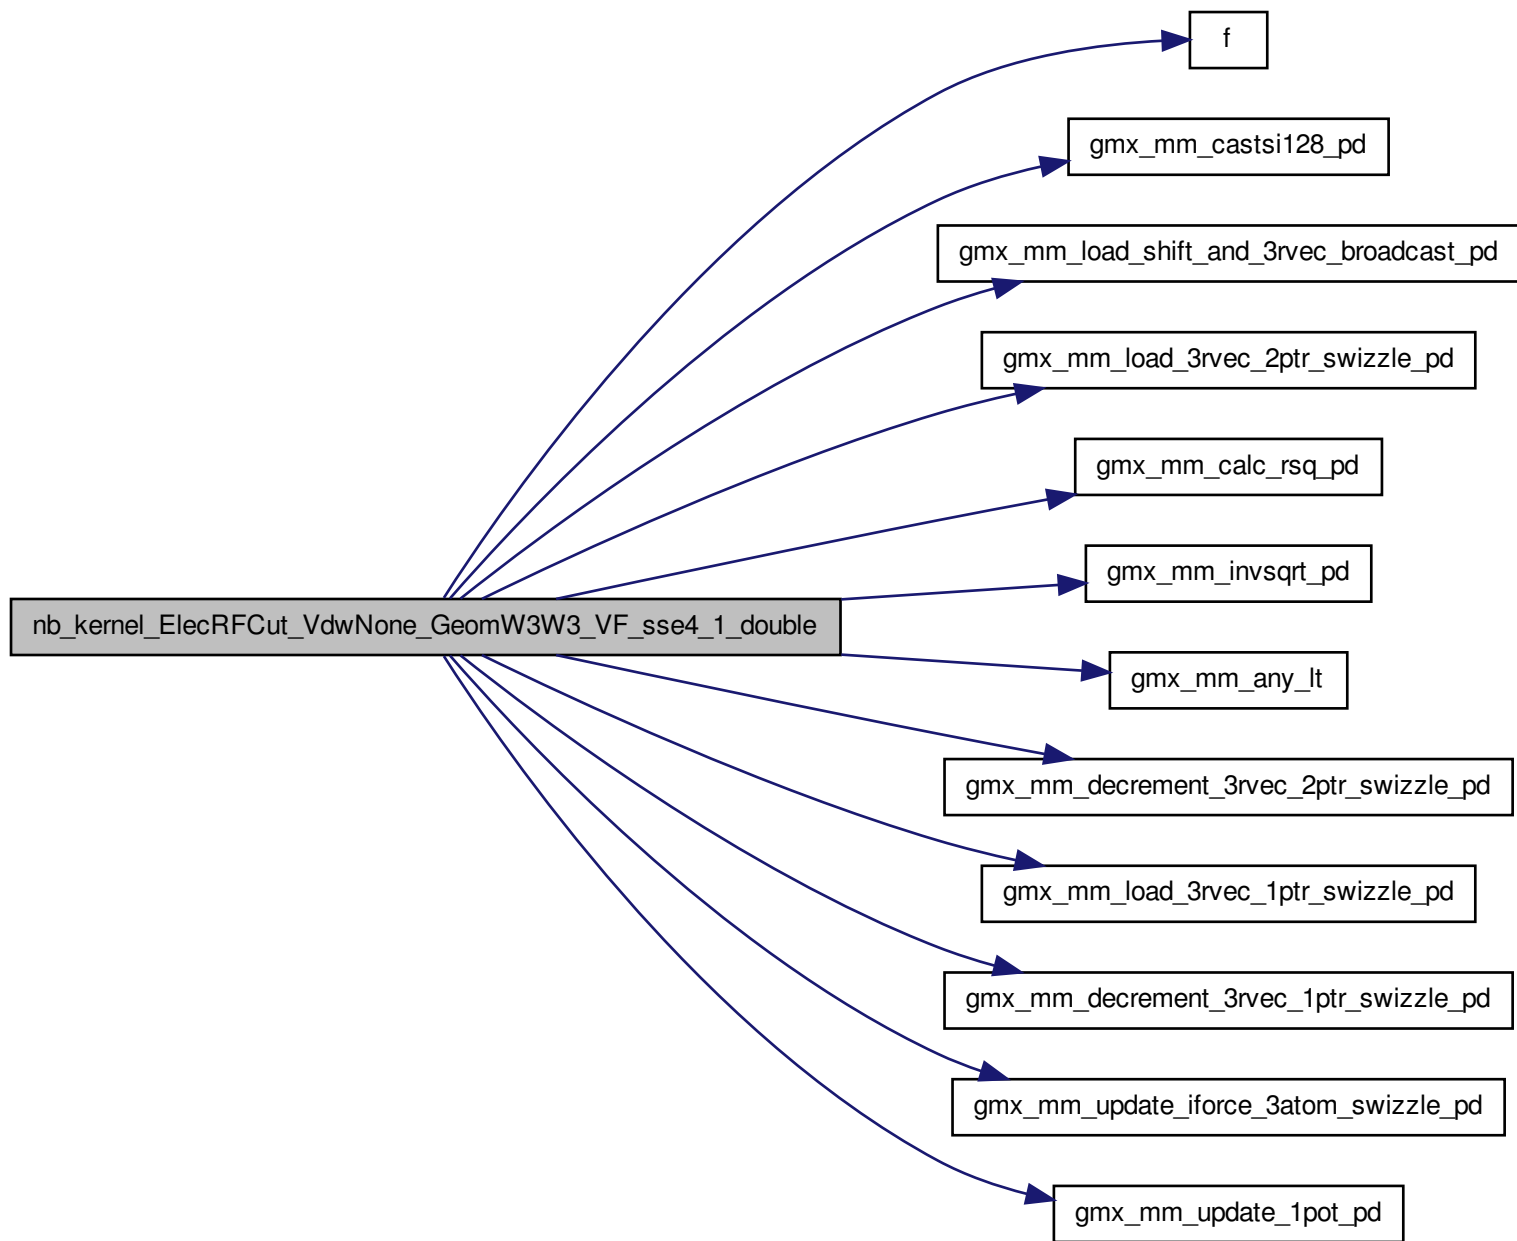 f
gmx_mm_castsi128_pd
gmx_mm_load_shift_and_3rvec_broadcast_pd
gmx_mm_load_3rvec_2ptr_swizzle_pd
gmx_mm_calc_rsq_pd
gmx_mm_invsqrt_pd
nb_kernel_ElecRFCut_VdwNone_GeomW3W3_VF_sse4_1_double
gmx_mm_any_lt
gmx_mm_decrement_3rvec_2ptr_swizzle_pd
gmx_mm_load_3rvec_1ptr_swizzle_pd
gmx_mm_decrement_3rvec_1ptr_swizzle_pd
gmx_mm_update_iforce_3atom_swizzle_pd
gmx_mm_update_1pot_pd